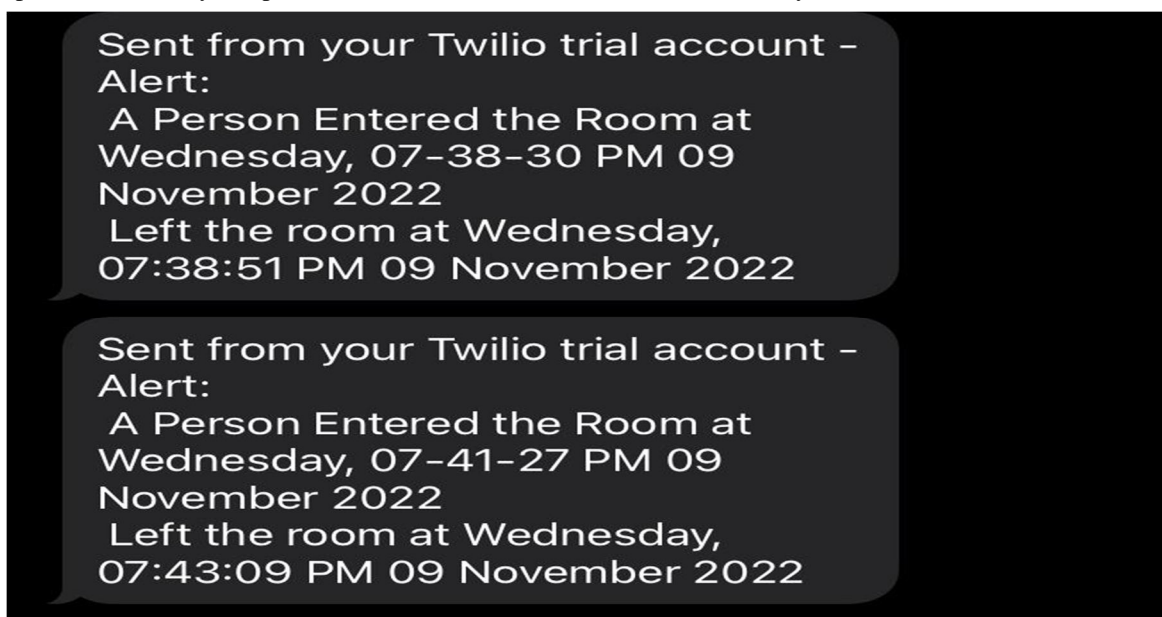 Sent from your Twilio trial account -
Alert:
A Person Entered the Room at
Wednesday, 07-38-30 PM 09
November 2022
Left the room at Wednesday,
07:38:51 PM 09 November 2022
Sent from your Twilio trial account -
Alert:
A Person Entered the Room at
Wednesday, 07-41-27 PM 09
November 2022
Left the room at Wednesday,
07:43:09 PM 09 November 2022